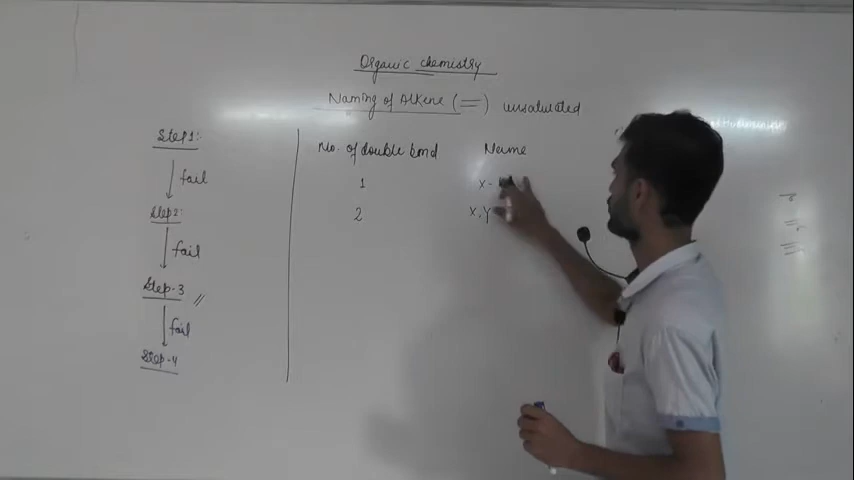 Organic chemistry
Naming of Alkene (=) unsaturated
Step1:-
fail
Step2:
fail
Step-3 //
fail
Step-4
No. of double bond Name
1 x-
2 x,y